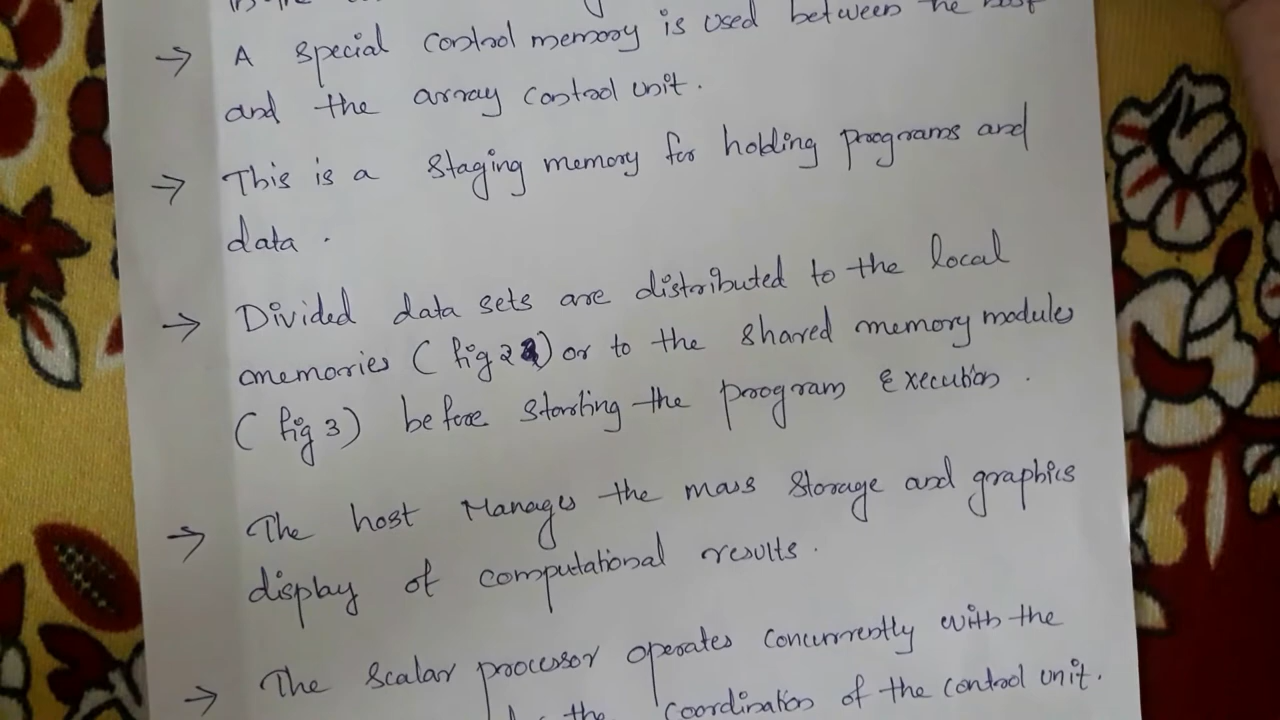 → A special control memory is used between the host
and the array control unit.
→ This is a staging memory for holding programs and
data.
→ Divided data sets are distributed to the local
memories (fig 2) or to the shared memory modules
(fig 3) before starting the program Execution.
→ The host Manages the mass storage and graphics
display of computational results.
→ The scalar processor operates concurrently with the
the coordination of the control unit.